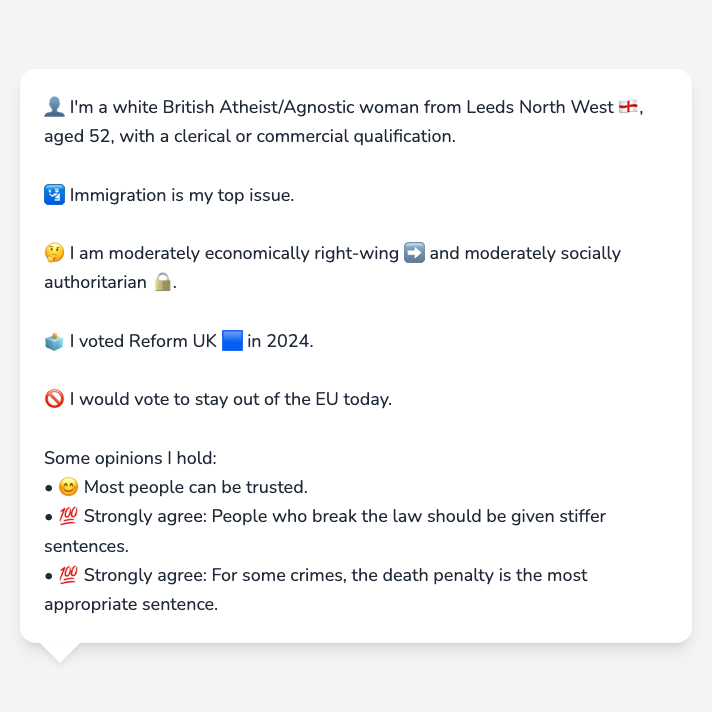 👤 I'm a white British Atheist/Agnostic woman from Leeds North West 🏴󠁧󠁢󠁥󠁮󠁧󠁿,
aged 52, with a clerical or commercial qualification.
🛂 Immigration is my top issue.
🤔 I am moderately economically right-wing ➡️ and moderately socially
authoritarian 🔒.
🗳️ I voted Reform UK 🟦 in 2024.
🚫 I would vote to stay out of the EU today.
Some opinions I hold:
• 😊 Most people can be trusted.
• 💯 Strongly agree: People who break the law should be given stiffer
sentences.
• 💯 Strongly agree: For some crimes, the death penalty is the most
appropriate sentence.